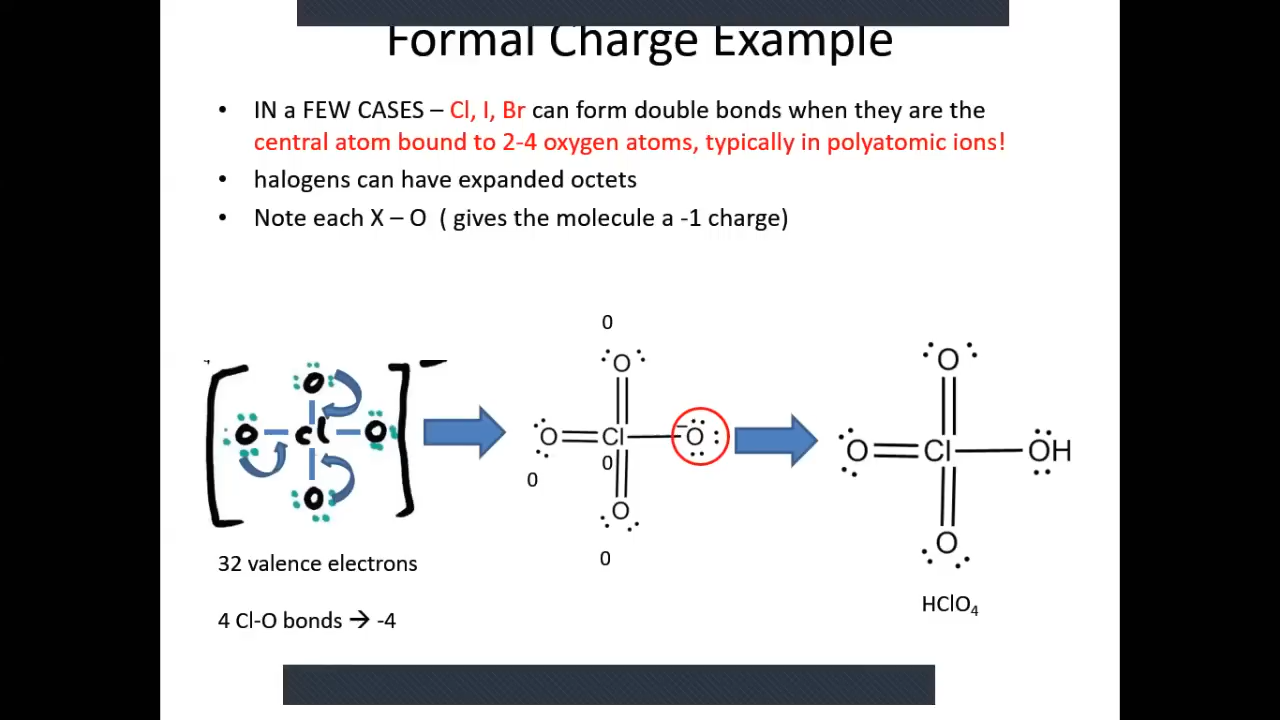 Formal Charge Example
• IN a FEW CASES – Cl, I, Br can form double bonds when they are the
central atom bound to 2-4 oxygen atoms, typically in polyatomic ions!
• halogens can have expanded octets
• Note each X – O ( gives the molecule a -1 charge)
0
O
O
Cl
O
O
O
O
Cl
O
0
0
O
0
O
O
Cl
OH
O
32 valence electrons
HClO₄
4 Cl-O bonds → -4